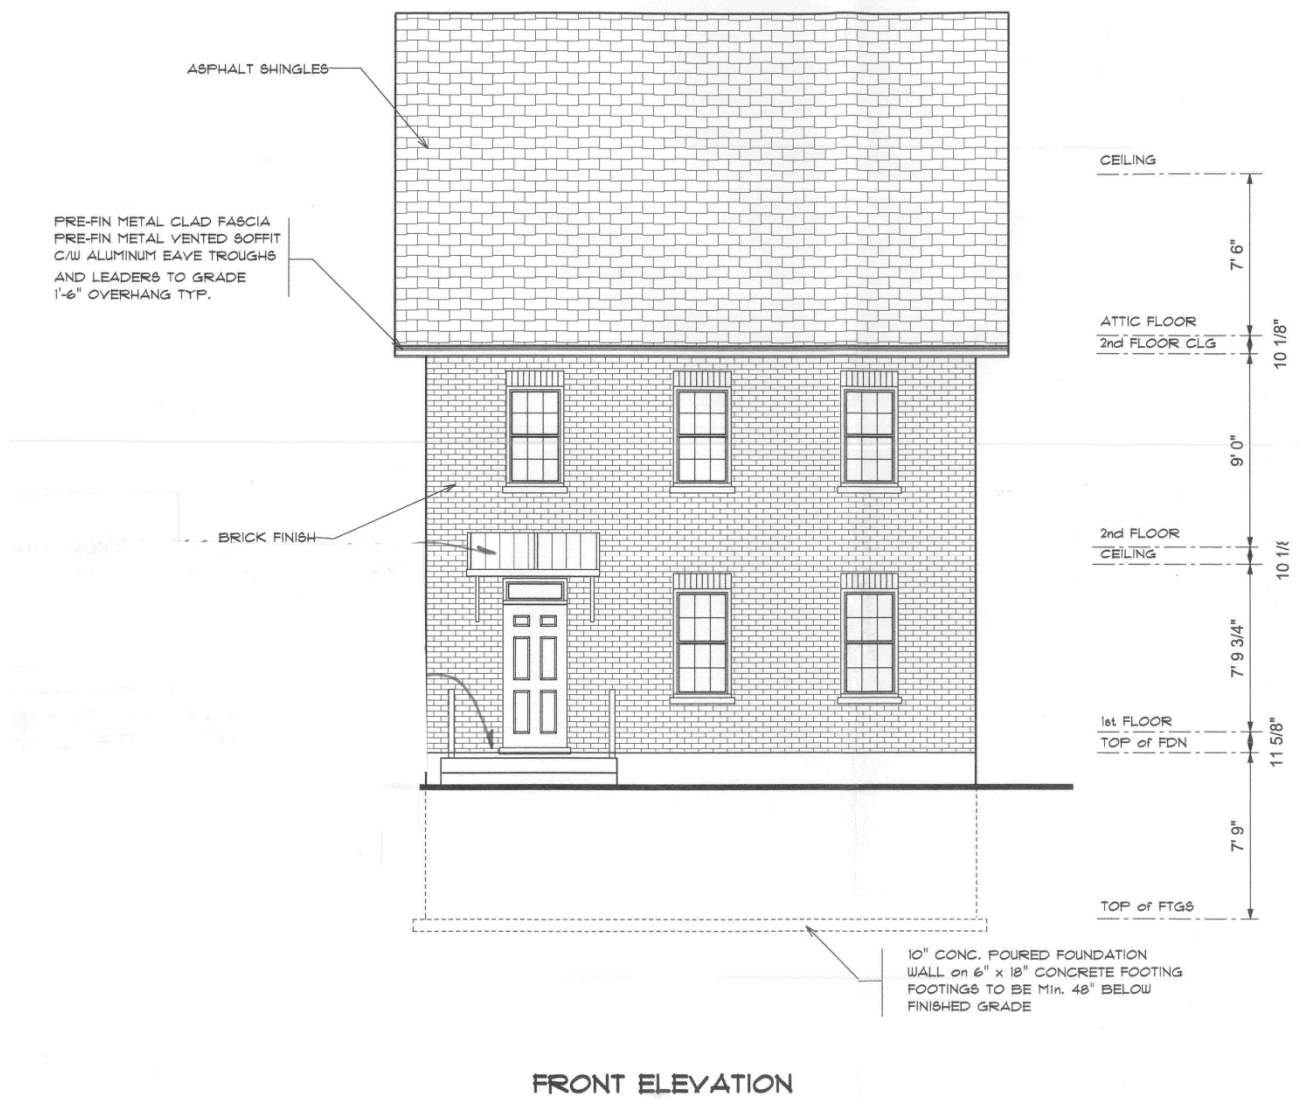 ASPHALT SHINGLES
PRE-FIN METAL CLAD FASCIA
PRE-FIN METAL VENTED SOFFIT
C/W ALUMINUM EAVE TROUGHS
AND LEADERS TO GRADE
1'-6" OVERHANG TYP.
BRICK FINISH
CEILING
7' 6"
ATTIC FLOOR
2nd FLOOR CLG
10 1/8"
9' 0"
2nd FLOOR
CEILING
10 1/8
7' 9 3/4"
1st FLOOR
TOP of FDN
11 5/8"
7' 9"
TOP of FTGS
10" CONC. POURED FOUNDATION
WALL on 6" x 18" CONCRETE FOOTING
FOOTINGS TO BE Min. 48" BELOW
FINISHED GRADE
FRONT ELEVATION